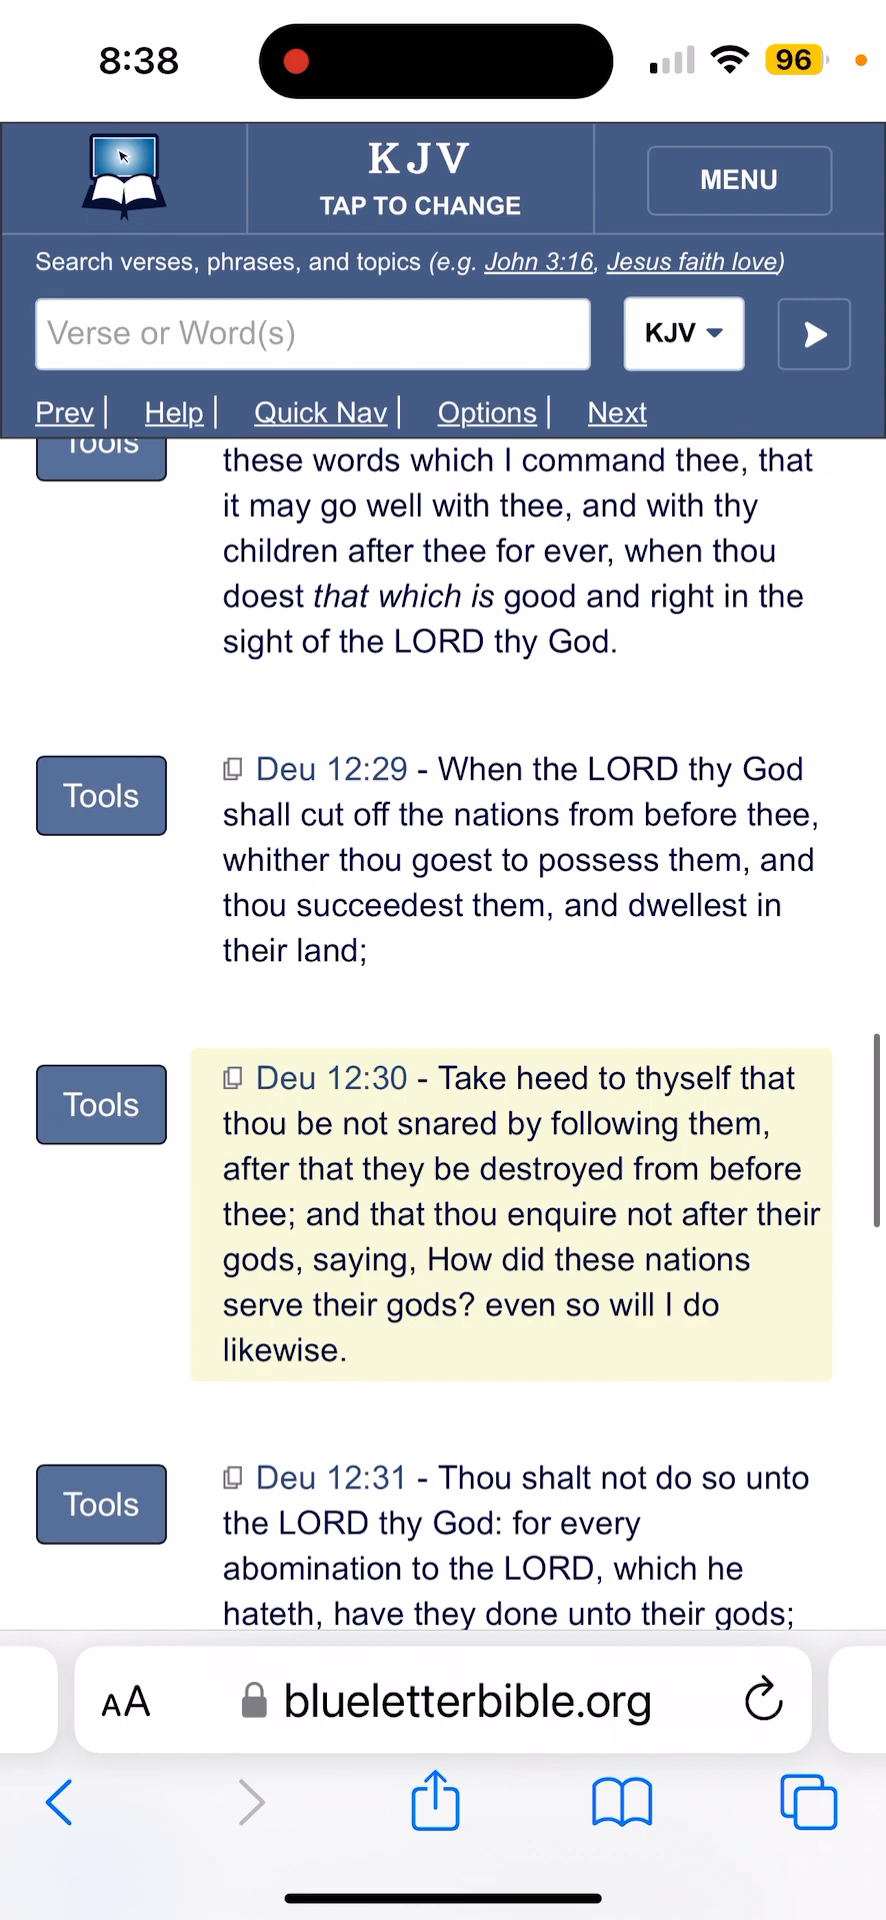 8:38
96
KJV
TAP TO CHANGE
MENU
Search verses, phrases, and topics (e.g. John 3:16, Jesus faith love)
Verse or Word(s)
KJV
Prev | Help | Quick Nav | Options | Next
Tools
these words which I command thee, that
it may go well with thee, and with thy
children after thee for ever, when thou
doest that which is good and right in the
sight of the LORD thy God.
Tools
Deu 12:29 - When the LORD thy God
shall cut off the nations from before thee,
whither thou goest to possess them, and
thou succeedest them, and dwellest in
their land;
Tools
Deu 12:30 - Take heed to thyself that
thou be not snared by following them,
after that they be destroyed from before
thee; and that thou enquire not after their
gods, saying, How did these nations
serve their gods? even so will I do
likewise.
Tools
Deu 12:31 - Thou shalt not do so unto
the LORD thy God: for every
abomination to the LORD, which he
hateth, have they done unto their gods;
AA
blueletterbible.org